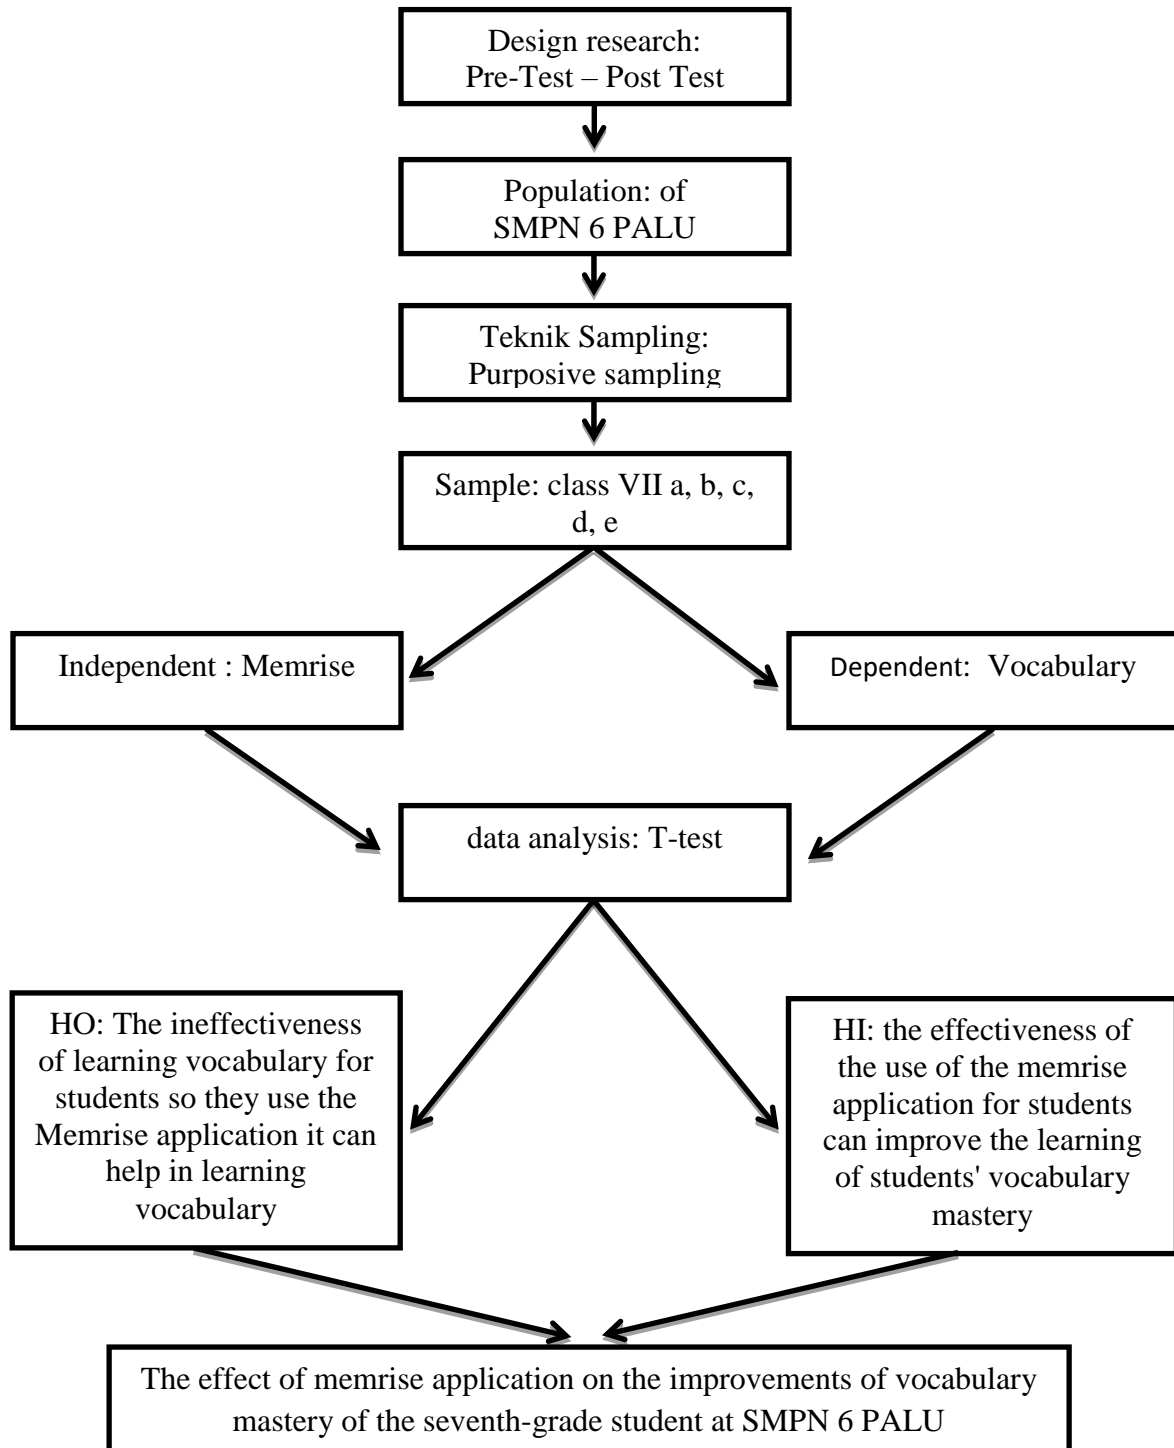 Design research:
Pre-Test – Post Test
Population: of
SMPN 6 PALU
Teknik Sampling:
Purposive sampling
Sample: class VII a, b, c,
d, e
Independent : Memrise
Dependent: Vocabulary
data analysis: T-test
HO: The ineffectiveness
of learning vocabulary for
students so they use the
Memrise application it can
help in learning
vocabulary
HI: the effectiveness of
the use of the memrise
application for students
can improve the learning
of students' vocabulary
mastery
The effect of memrise application on the improvements of vocabulary
mastery of the seventh-grade student at SMPN 6 PALU